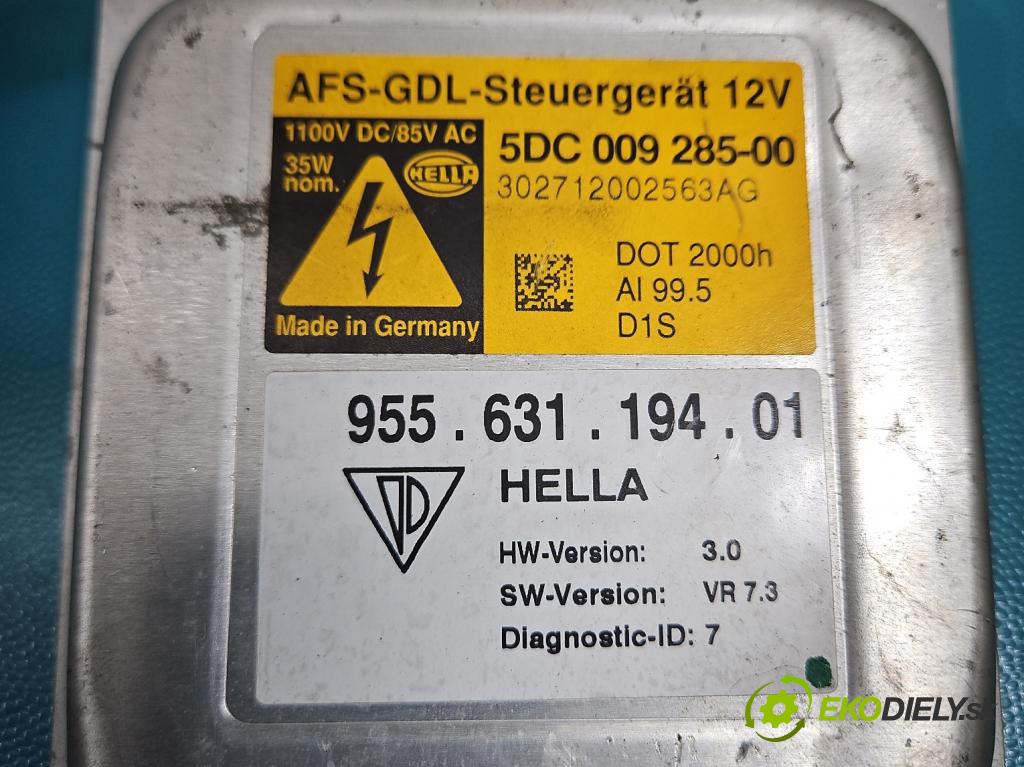 AFS-GDL-Steuergerät 12V
1100V DC/85V AC
35W
nom.
HELLA
5DC 009 285-00
302712002563AG
DOT 2000h
Al 99.5
D1S
Made in Germany
955.631.194.01
HELLA
HW-Version: 3.0
SW-Version: VR 7.3
Diagnostic-ID: 7
EKODIELY.sk